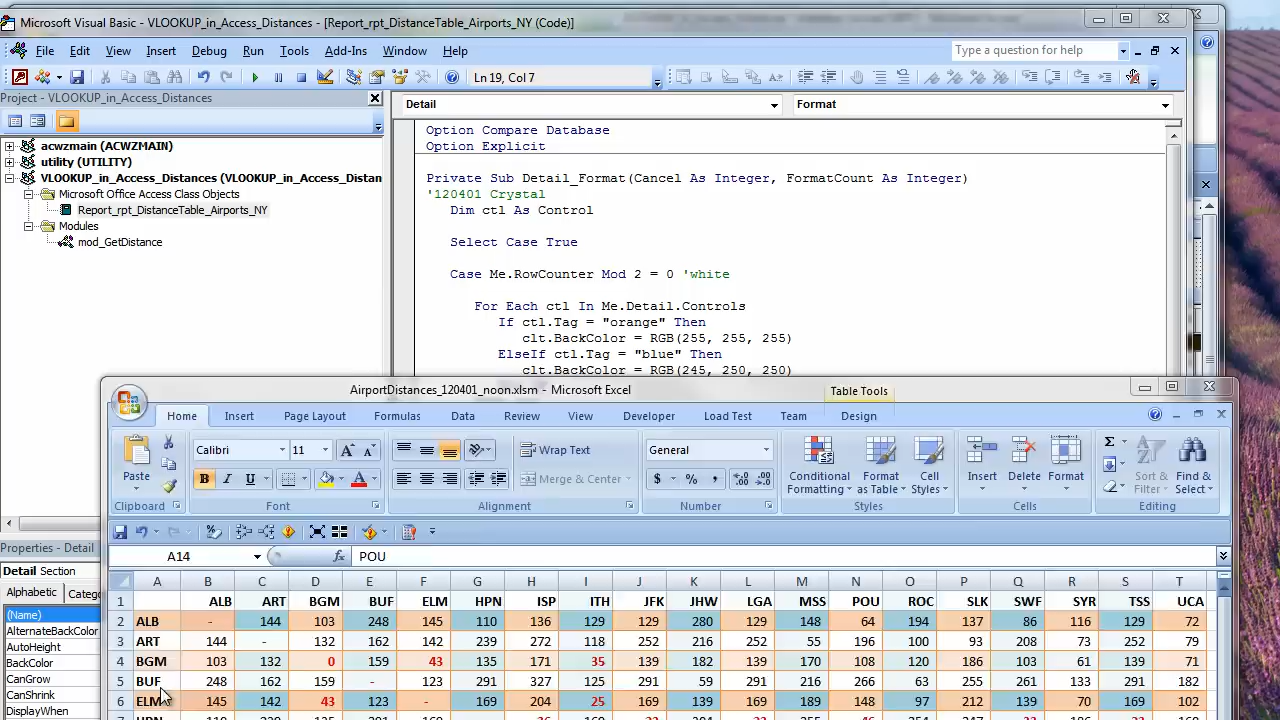 Microsoft Visual Basic - VLOOKUP_in_Access_Distances - [Report_rpt_DistanceTable_Airports_NY (Code)]
File Edit View Insert Debug Run Tools Add-Ins Window Help Type a question for help
Ln 19, Col 7
Project - VLOOKUP_in_Access_Distances
Detail Format
acwzmain (ACWZMAIN)
utility (UTILITY)
VLOOKUP_in_Access_Distances (VLOOKUP_in_Access_Distan
Microsoft Office Access Class Objects
Report_rpt_DistanceTable_Airports_NY
Modules
mod_GetDistance
Option Compare Database
Option Explicit
Private Sub Detail_Format(Cancel As Integer, FormatCount As Integer)
'120401 Crystal
Dim ctl As Control
Select Case True
Case Me.RowCounter Mod 2 = 0 'white
For Each ctl In Me.Detail.Controls
If ctl.Tag = "orange" Then
clt.BackColor = RGB(255, 255, 255)
ElseIf ctl.Tag = "blue" Then
clt.BackColor = RGB(245, 250, 250)
Properties - Detail
Detail Section
Alphabetic Catego
(Name)
AlternateBackColor
AutoHeight
BackColor
CanGrow
CanShrink
DisplayWhen
AirportDistances_120401_noon.xlsm - Microsoft Excel Table Tools
Home Insert Page Layout Formulas Data Review View Developer Load Test Team Design
Paste
Clipboard
Calibri 11
B I U
Font
Wrap Text
Merge & Center
Alignment
General
$ % ,
Number
Conditional Formatting
Format as Table
Cell Styles
Styles
Insert Delete Format
Cells
Sort & Filter
Find & Select
Editing
A14 fx POU
A B C D E F G H I J K L M N O P Q R S T
1 ALB ART BGM BUF ELM HPN ISP ITH JFK JHW LGA MSS POU ROC SLK SWF SYR TSS UCA
2 ALB - 144 103 248 145 110 136 129 129 280 129 148 64 194 137 86 116 129 72
3 ART 144 - 132 162 142 239 272 118 252 216 242 55 196 100 93 208 73 252 79
4 BGM 103 132 0 159 43 135 171 35 139 182 139 170 108 120 186 103 61 139 71
5 BUF 248 162 159 - 123 291 327 125 291 59 291 216 266 63 255 261 133 291 182
6 ELM 145 142 43 123 - 169 204 25 169 139 169 189 148 97 212 139 70 169 102